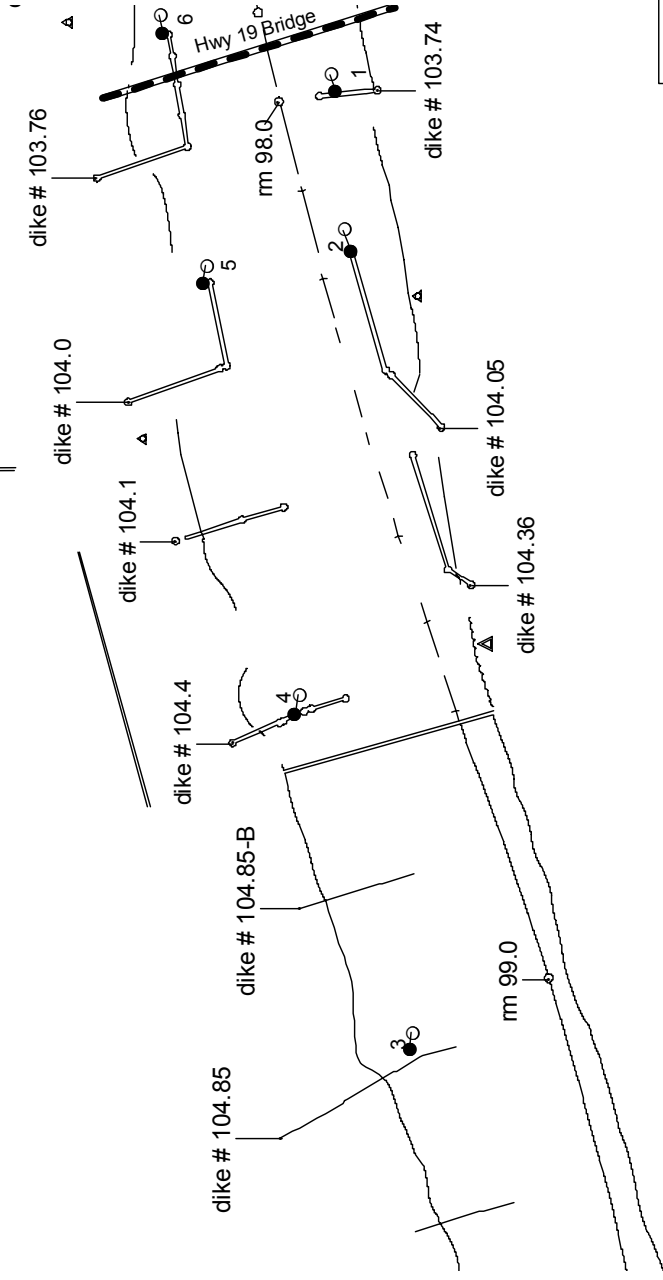 6
Hwy 19 Bridge
1
dike # 103.74
dike # 103.76
rm 98.0
2
5
dike # 104.0
dike # 104.05
dike # 104.1
dike # 104.36
4
dike # 104.4
dike # 104.85-B
rm 99.0
3
dike # 104.85